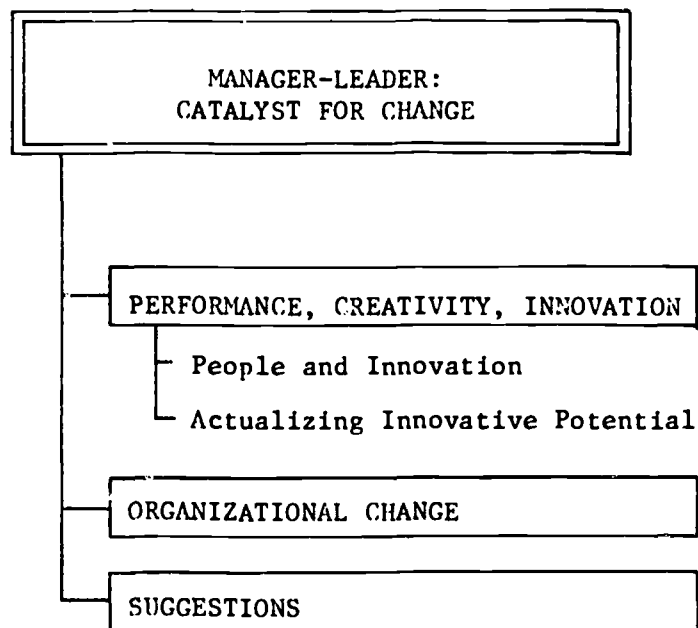 MANAGER-LEADER:
CATALYST FOR CHANGE
PERFORMANCE, CREATIVITY, INNOVATION
People and Innovation
Actualizing Innovative Potential
ORGANIZATIONAL CHANGE
SUGGESTIONS